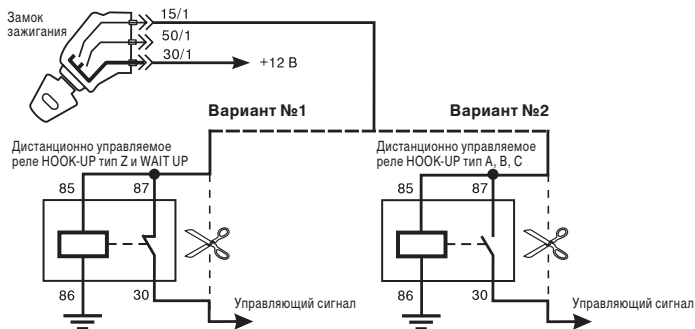 Замок
зажигания
15/1
50/1
30/1
+12 В
Вариант №1
Вариант №2
Дистанционно управляемое
реле HOOK-UP тип Z и WAIT UP
Дистанционно управляемое
реле HOOK-UP тип A, B, C
85
87
85
87
86
30
Управляющий сигнал
86
30
Управляющий сигнал